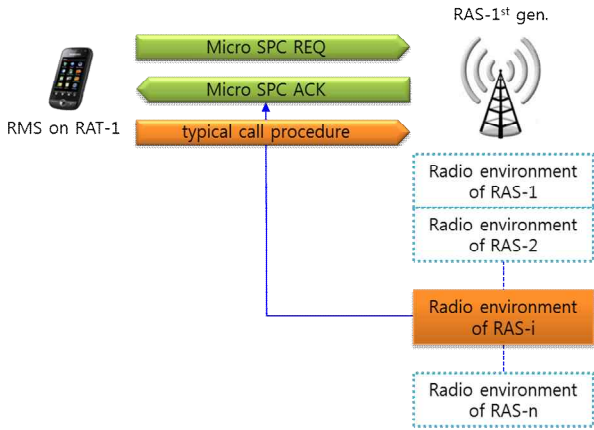 RAS-1st gen.
Micro SPC REQ
Micro SPC ACK
RMS on RAT-1
typical call procedure
Radio environment
of RAS-1
Radio environment
of RAS-2
Radio environment
of RAS-i
Radio environment
of RAS-n